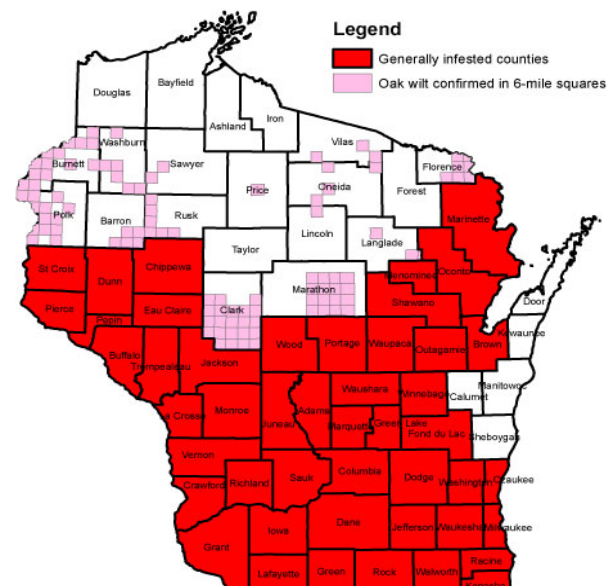 Legend
Generally infested counties
Oak wilt confirmed in 6-mile squares
Douglas
Bayfield
Ashland
Iron
Vilas
Washburn
Burnett
Sawyer
Florence
Price
Oneida
Forest
Polk
Barron
Rusk
Marinette
Lincoln
Langlade
Taylor
Oconto
St Croix
Dunn
Chippewa
Menominee
Marathon
Shawano
Door
Pierce
Pepin
Eau Claire
Clark
Kewaunee
Buffalo
Trempealeau
Jackson
Wood
Portage
Waupaca
Outagamie
Brown
Manitowoc
Calumet
Waushara
Winnebago
La Crosse
Monroe
Juneau
Adams
Marquette
Green Lake
Fond du Lac
Sheboygan
Vernon
Crawford
Richland
Sauk
Columbia
Dodge
Washington
Ozaukee
Iowa
Dane
Jefferson
Waukesha
Milwaukee
Grant
Lafayette
Green
Rock
Walworth
Racine